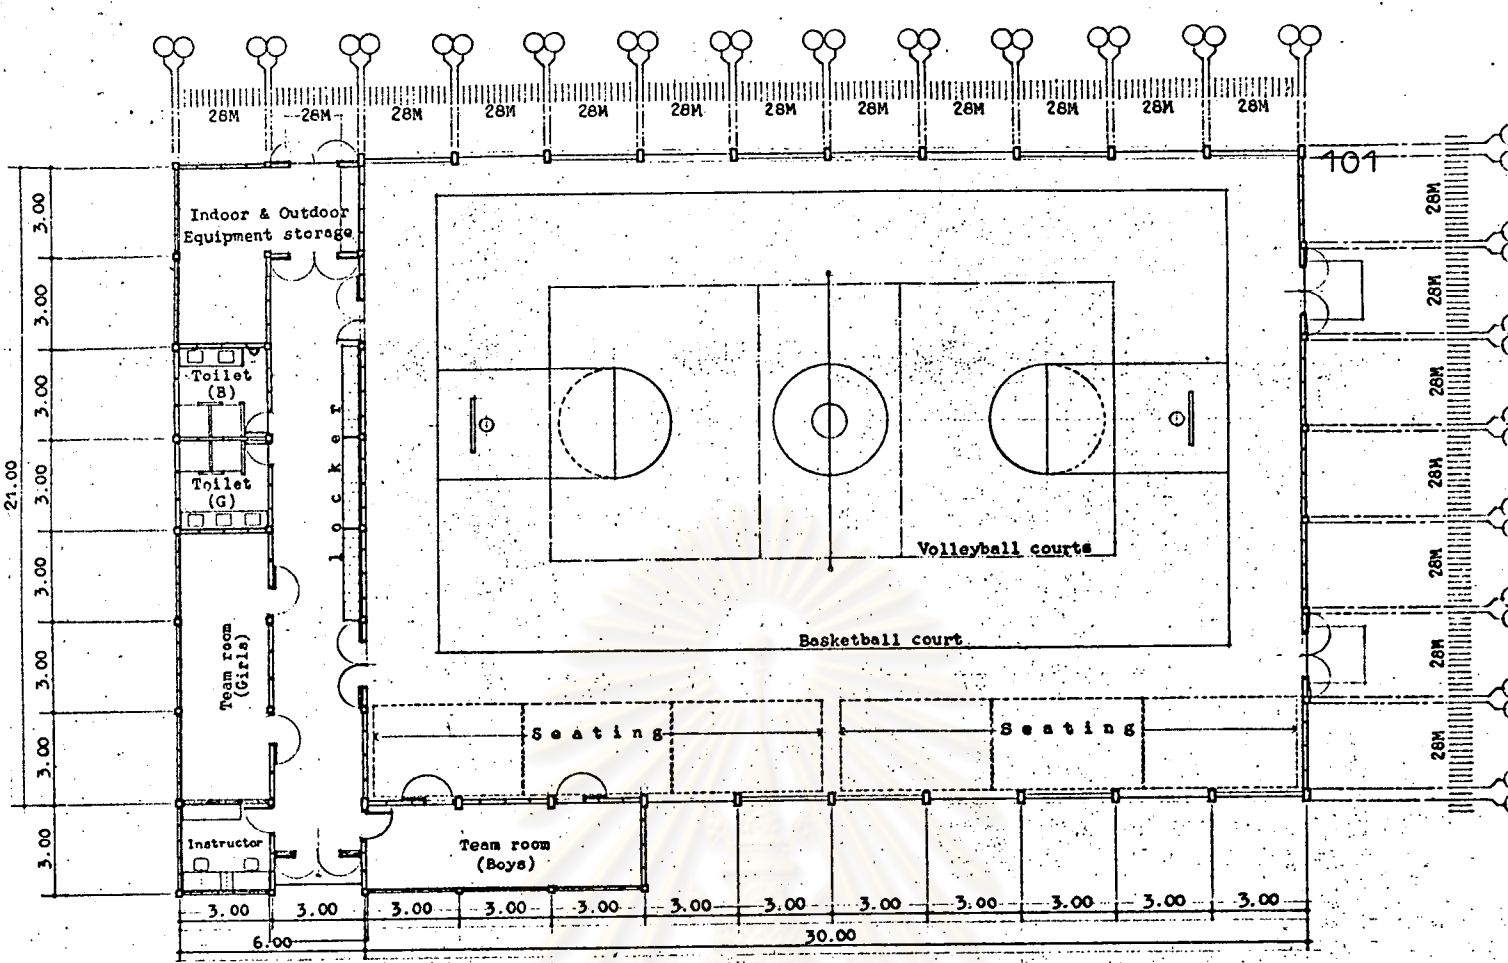 28M 28M 28M 28M 28M 28M 28M 28M 28M 28M 28M 28M
101
Indoor & Outdoor
Equipment storage
Toilet
(B)
Toilet
(G)
locker
Team room
(Girls)
Instructor
Team room
(Boys)
Volleyball courts
Basketball court
Seating
Seating
3.00
3.00
3.00
3.00
3.00
3.00
3.00
3.00
21.00
28M
28M
28M
28M
28M
28M
28M
3.00 3.00 3.00 3.00 3.00 3.00 3.00 3.00 3.00 3.00 3.00 3.00
6.00 30.00